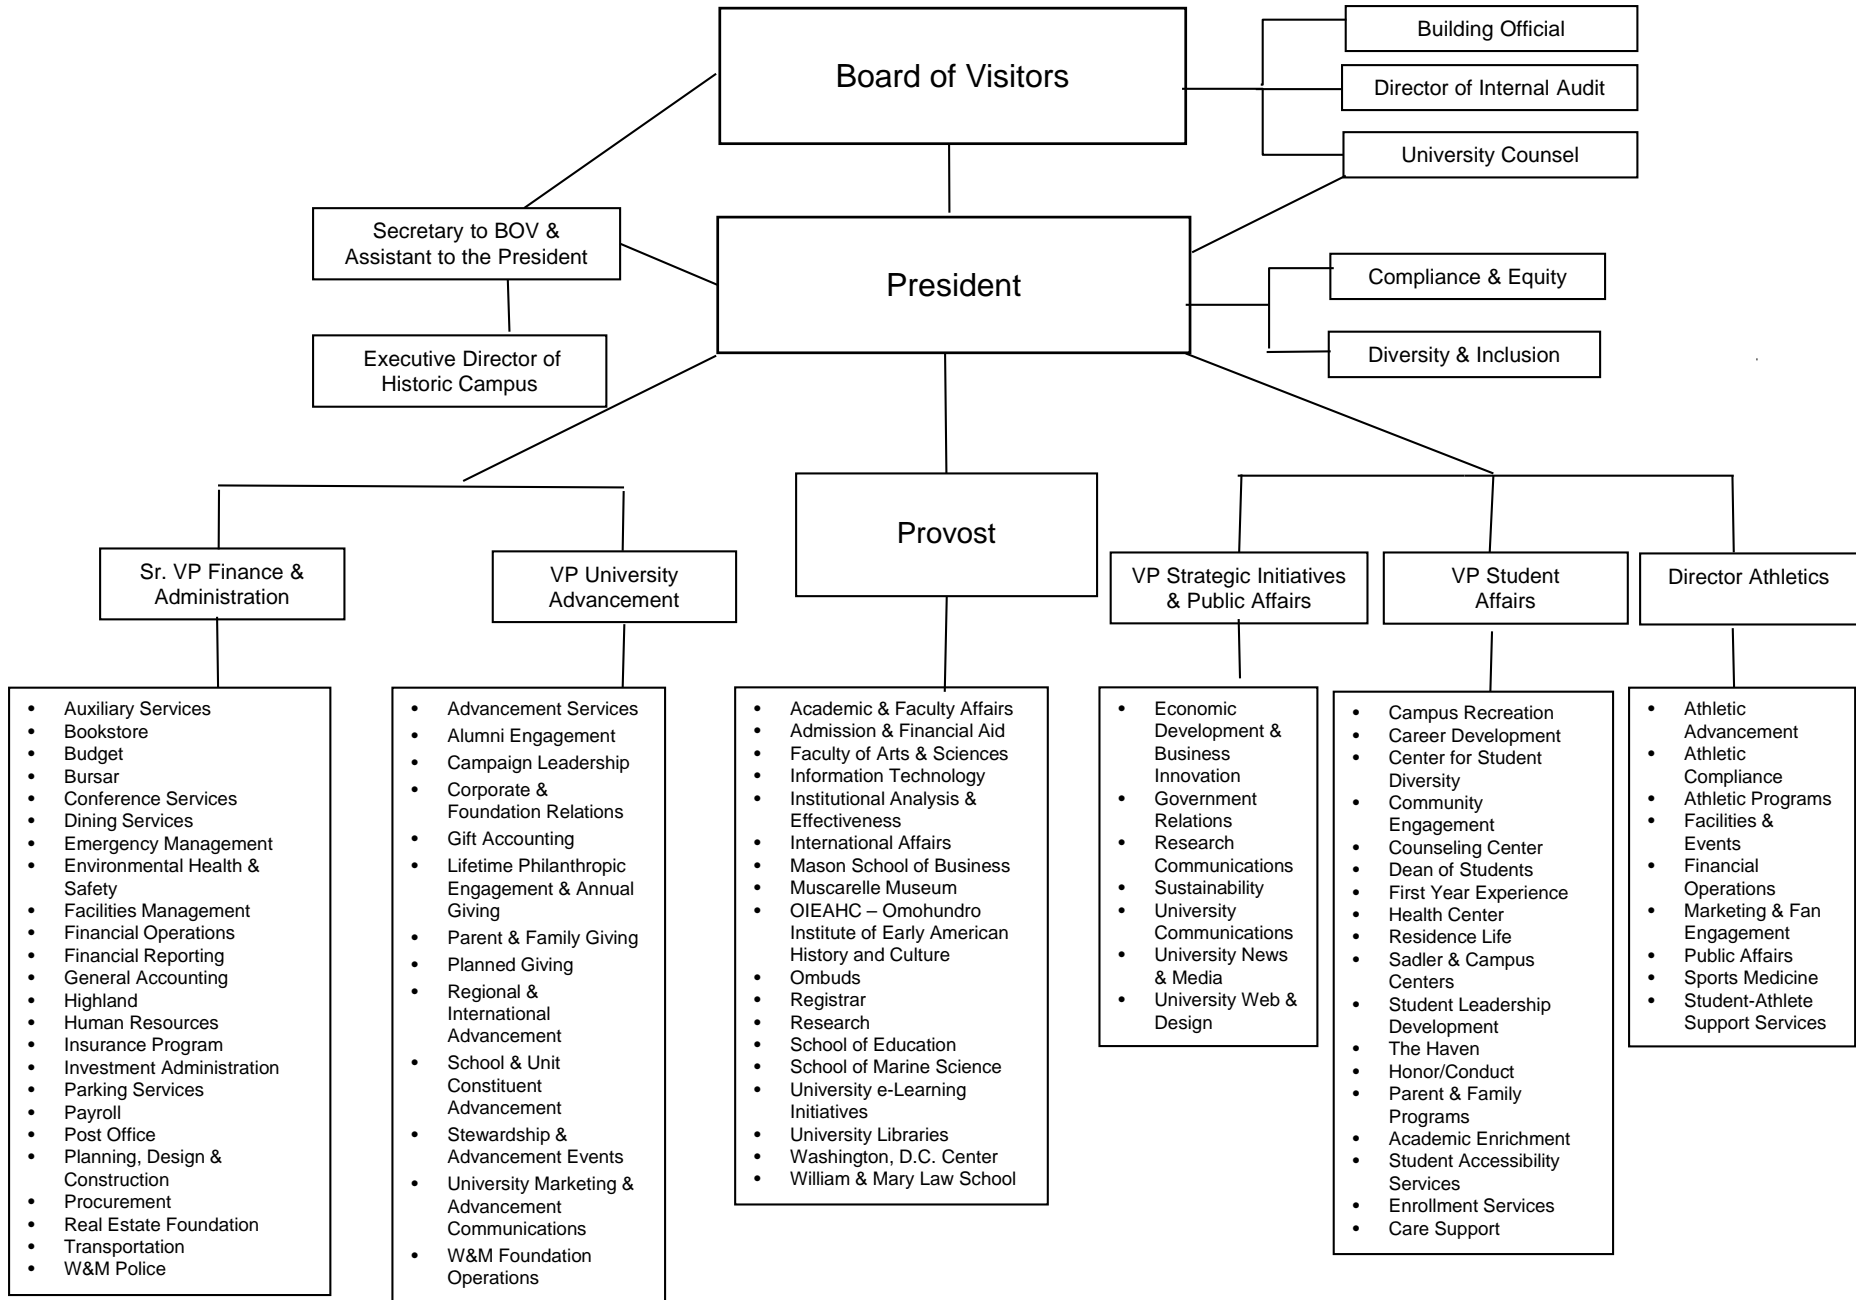 Board of Visitors
Building Official
Director of Internal Audit
University Counsel
Secretary to BOV &
Assistant to the President
President
Compliance & Equity
Diversity & Inclusion
Executive Director of
Historic Campus
Provost
Sr. VP Finance &
Administration
VP University
Advancement
VP Strategic Initiatives
& Public Affairs
VP Student
Affairs
Director Athletics
• Auxiliary Services
• Bookstore
• Budget
• Bursar
• Conference Services
• Dining Services
• Emergency Management
• Environmental Health &
Safety
• Facilities Management
• Financial Operations
• Financial Reporting
• General Accounting
• Highland
• Human Resources
• Insurance Program
• Investment Administration
• Parking Services
• Payroll
• Post Office
• Planning, Design &
Construction
• Procurement
• Real Estate Foundation
• Transportation
• W&M Police
• Advancement Services
• Alumni Engagement
• Campaign Leadership
• Corporate &
Foundation Relations
• Gift Accounting
• Lifetime Philanthropic
Engagement & Annual
Giving
• Parent & Family Giving
• Planned Giving
• Regional &
International
Advancement
• School & Unit
Constituent
Advancement
• Stewardship &
Advancement Events
• University Marketing &
Advancement
Communications
• W&M Foundation
Operations
• Academic & Faculty Affairs
• Admission & Financial Aid
• Faculty of Arts & Sciences
• Information Technology
• Institutional Analysis &
Effectiveness
• International Affairs
• Mason School of Business
• Muscarelle Museum
• OIEAHC – Omohundro
Institute of Early American
History and Culture
• Ombuds
• Registrar
• Research
• School of Education
• School of Marine Science
• University e-Learning
Initiatives
• University Libraries
• Washington, D.C. Center
• William & Mary Law School
• Economic
Development &
Business
Innovation
• Government
Relations
• Research
Communications
• Sustainability
• University
Communications
• University News
& Media
• University Web &
Design
• Campus Recreation
• Career Development
• Center for Student
Diversity
• Community
Engagement
• Counseling Center
• Dean of Students
• First Year Experience
• Health Center
• Residence Life
• Sadler & Campus
Centers
• Student Leadership
Development
• The Haven
• Honor/Conduct
• Parent & Family
Programs
• Academic Enrichment
• Student Accessibility
Services
• Enrollment Services
• Care Support
• Athletic
Advancement
• Athletic
Compliance
• Athletic Programs
• Facilities &
Events
• Financial
Operations
• Marketing & Fan
Engagement
• Public Affairs
• Sports Medicine
• Student-Athlete
Support Services